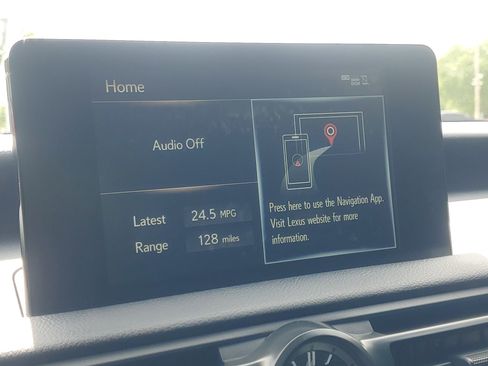 Home
Audio Off
Latest 24.5 MPG
Range 128 miles
Press here to use the Navigation App.
Visit Lexus website for more
information.